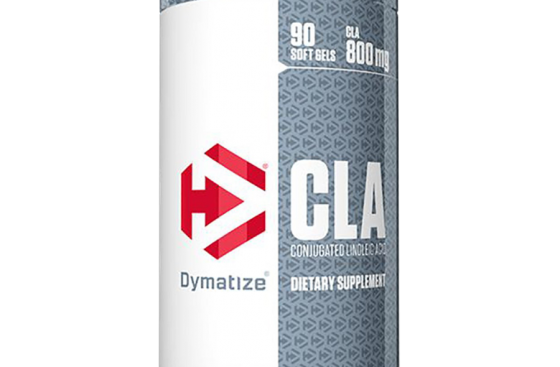 90
SOFT GELS
CLA
800 mg
CLA
CONJUGATED LINOLEIC ACID
DIETARY SUPPLEMENT
Dymatize®